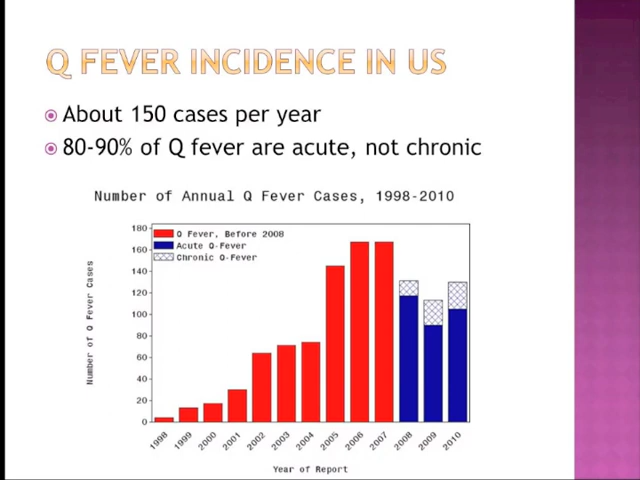 Q FEVER INCIDENCE IN US
About 150 cases per year
80-90% of Q fever are acute, not chronic
Number of Annual Q Fever Cases, 1998-2010
Q Fever, Before 2008
Acute Q-Fever
Chronic Q-Fever
Number of Q Fever Cases
180
160
140
120
100
80
60
40
20
0
1998 1999 2000 2001 2002 2003 2004 2005 2006 2007 2008 2009 2010
Year of Report